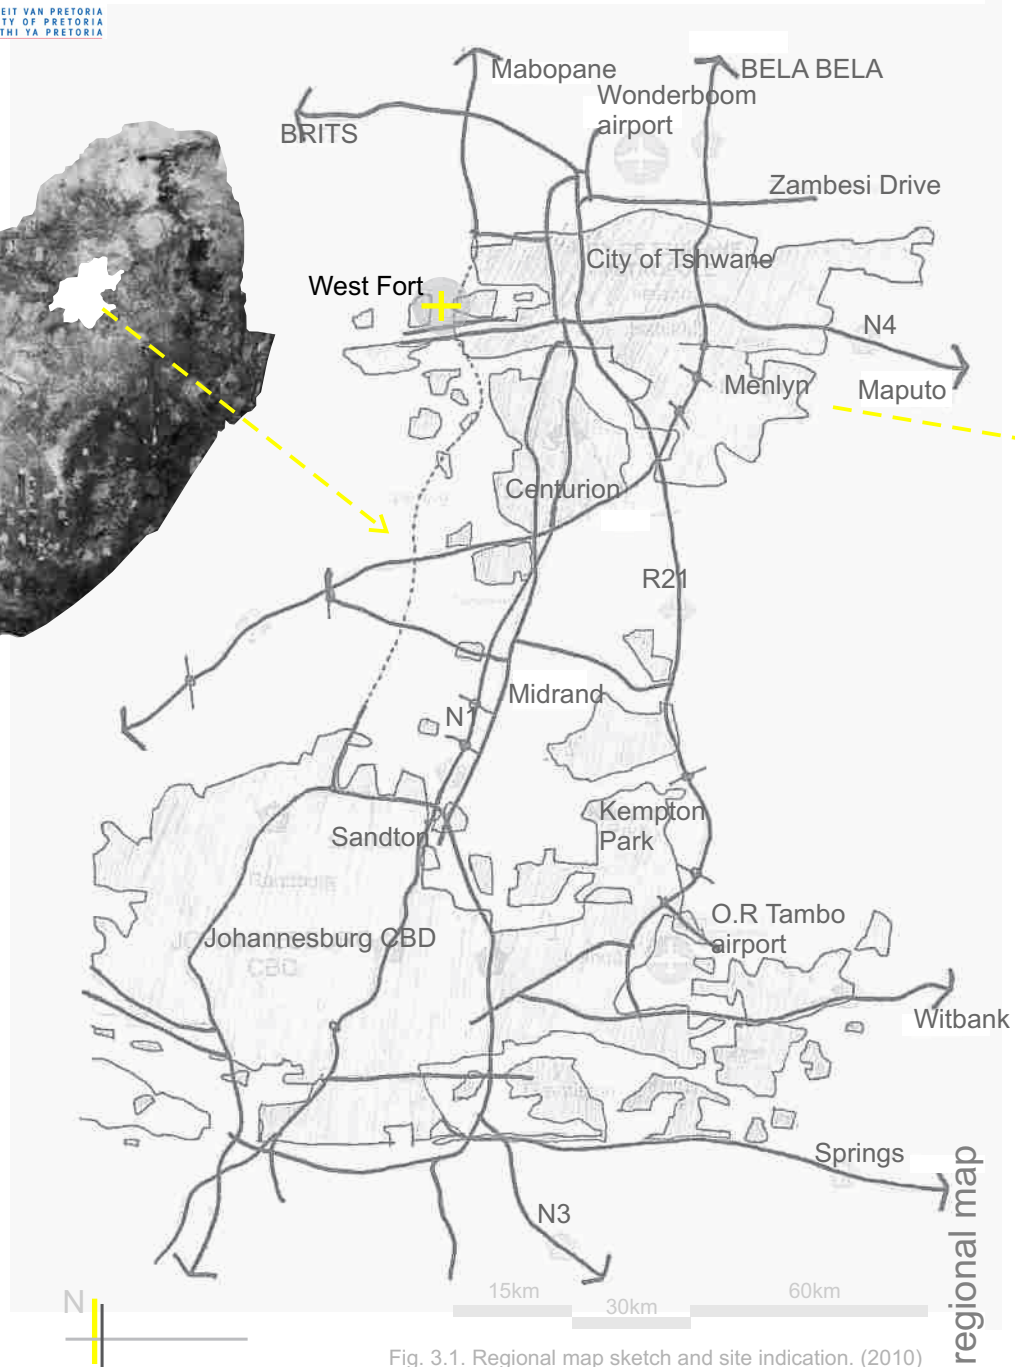 EIT VAN PRETORIA
TY OF PRETORIA
THI YA PRETORIA
Mabopane
BELA BELA
Wonderboom
airport
BRITS
Zambesi Drive
City of Tshwane
West Fort
N4
Menlyn
Maputo
Centurion
R21
Midrand
N1
Kempton
Park
Sandton
O.R Tambo
airport
Johannesburg CBD
CBD
Witbank
Springs
N3
regional map
N
15km
30km
60km
Fig. 3.1. Regional map sketch and site indication. (2010)